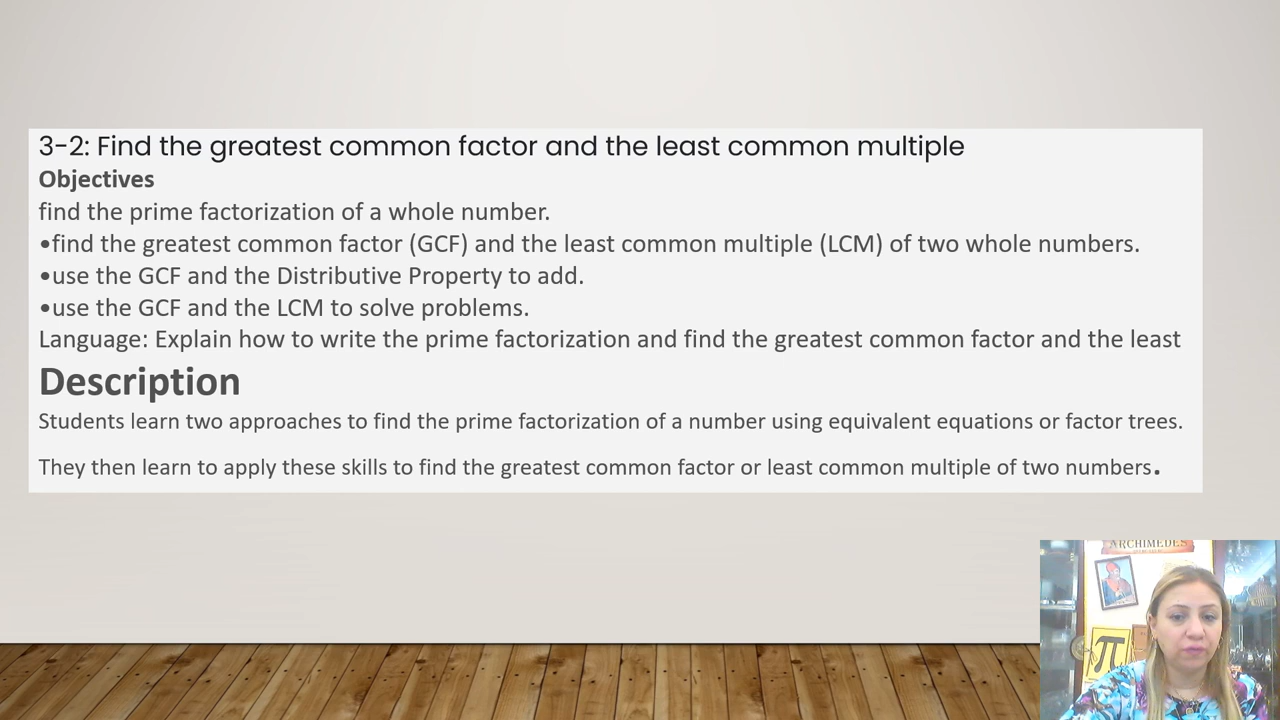 3-2: Find the greatest common factor and the least common multiple
Objectives
find the prime factorization of a whole number.
•find the greatest common factor (GCF) and the least common multiple (LCM) of two whole numbers.
•use the GCF and the Distributive Property to add.
•use the GCF and the LCM to solve problems.
Language: Explain how to write the prime factorization and find the greatest common factor and the least
Description
Students learn two approaches to find the prime factorization of a number using equivalent equations or factor trees.
They then learn to apply these skills to find the greatest common factor or least common multiple of two numbers.
ARCHIMEDES
π